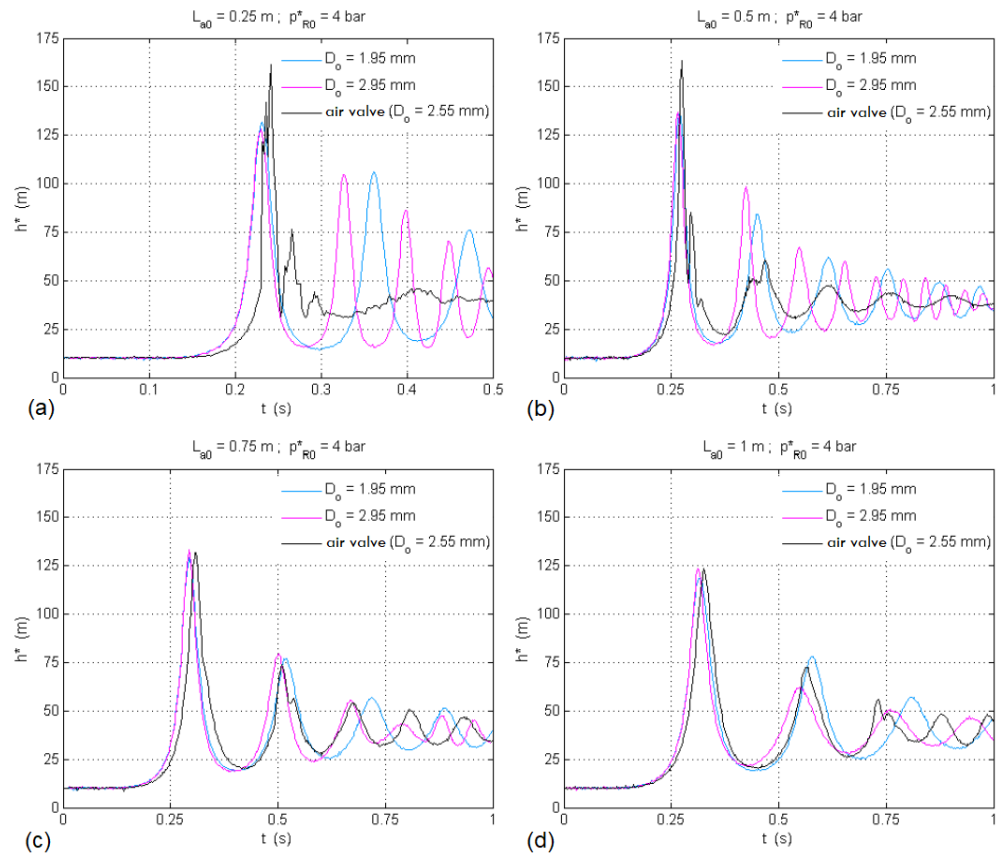 L_a0 = 0.25 m ; p*_R0 = 4 bar
175
150
125
100
75
50
25
0
h* (m)
D_o = 1.95 mm
D_o = 2.95 mm
air valve (D_o = 2.55 mm)
0 0.1 0.2 0.3 0.4 0.5
t (s)
(a)
L_a0 = 0.5 m ; p*_R0 = 4 bar
175
150
125
100
75
50
25
0
h* (m)
D_o = 1.95 mm
D_o = 2.95 mm
air valve (D_o = 2.55 mm)
0 0.25 0.5 0.75 1
t (s)
(b)
L_a0 = 0.75 m ; p*_R0 = 4 bar
175
150
125
100
75
50
25
0
h* (m)
D_o = 1.95 mm
D_o = 2.95 mm
air valve (D_o = 2.55 mm)
0 0.25 0.5 0.75 1
t (s)
(c)
L_a0 = 1 m ; p*_R0 = 4 bar
175
150
125
100
75
50
25
0
h* (m)
D_o = 1.95 mm
D_o = 2.95 mm
air valve (D_o = 2.55 mm)
0 0.25 0.5 0.75 1
t (s)
(d)